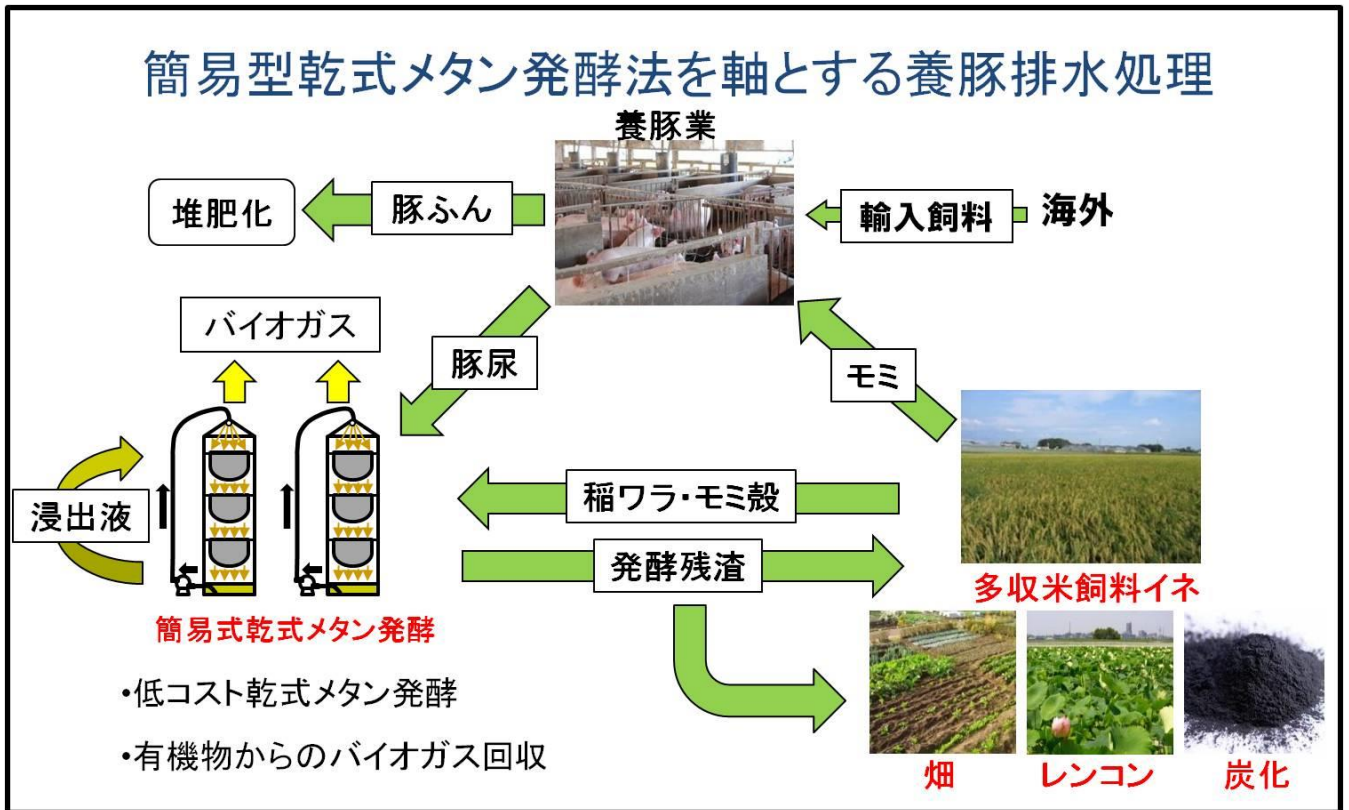 簡易型乾式メタン発酵法を軸とする養豚排水処理
養豚業
堆肥化
豚ふん
輸入飼料
海外
バイオガス
豚尿
モミ
浸出液
稲ワラ・モミ殻
発酵残渣
多収米飼料イネ
簡易式乾式メタン発酵
・低コスト乾式メタン発酵
・有機物からのバイオガス回収
畑
レンコン
炭化